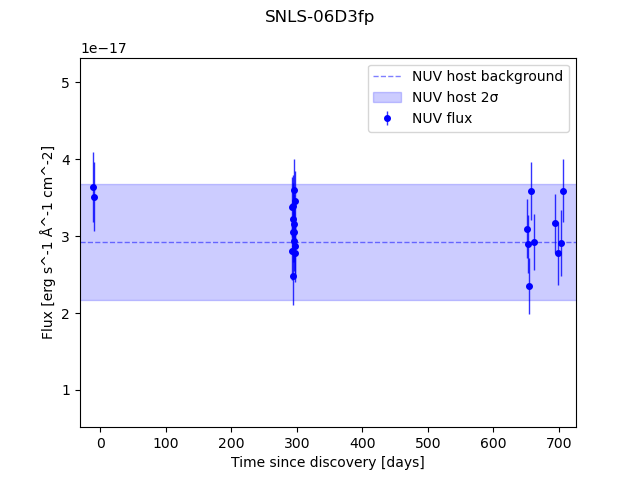 SNLS-06D3fp
1e−17
NUV host background
NUV host 2σ
NUV flux
5
4
3
2
1
Flux [erg s^-1 Å^-1 cm^-2]
0 100 200 300 400 500 600 700
Time since discovery [days]